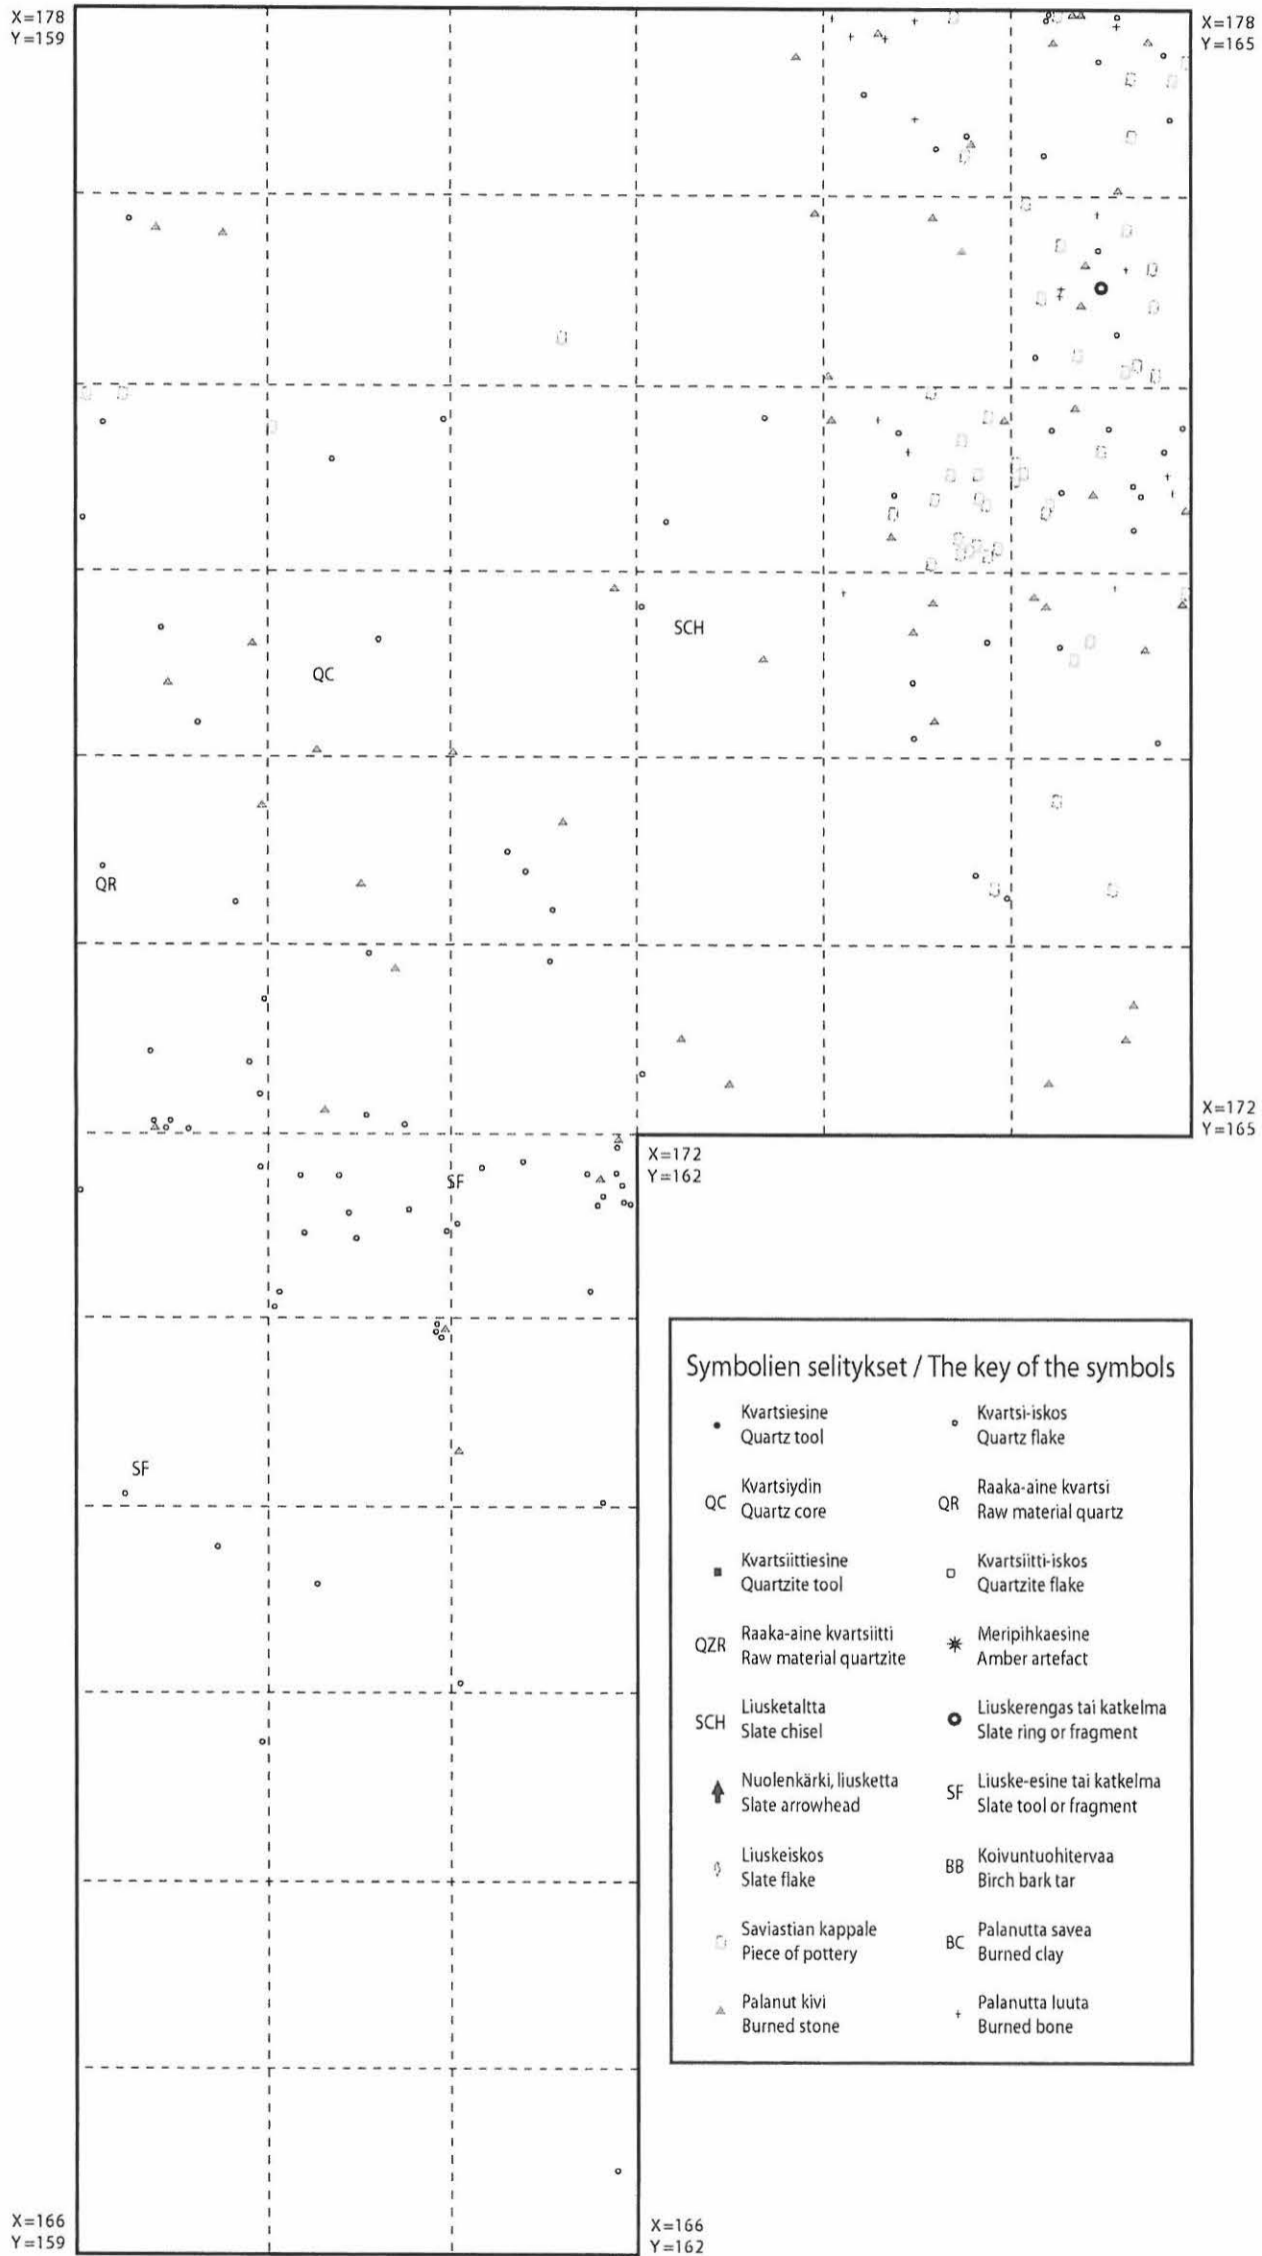 X=178
Y=159
X=178
Y=165
SCH
QC
QR
X=172
Y=165
X=172
Y=162
SF
SF
Symbolien selitykset / The key of the symbols
Kvartsiesine
Quartz tool
Kvartsi-iskos
Quartz flake
QC
Kvartsiydin
Quartz core
QR
Raaka-aine kvartsi
Raw material quartz
Kvartsiittiesine
Quartzite tool
Kvartsiitti-iskos
Quartzite flake
QZR
Raaka-aine kvartsiitti
Raw material quartzite
Meripihkaesine
Amber artefact
SCH
Liusketaltta
Slate chisel
Liuskerengas tai katkelma
Slate ring or fragment
Nuolenkärki, liusketta
Slate arrowhead
SF
Liuske-esine tai katkelma
Slate tool or fragment
Liuskeiskos
Slate flake
BB
Koivuntuohitervaa
Birch bark tar
Saviastian kappale
Piece of pottery
BC
Palanutta savea
Burned clay
Palanut kivi
Burned stone
Palanutta luuta
Burned bone
X=166
Y=159
X=166
Y=162